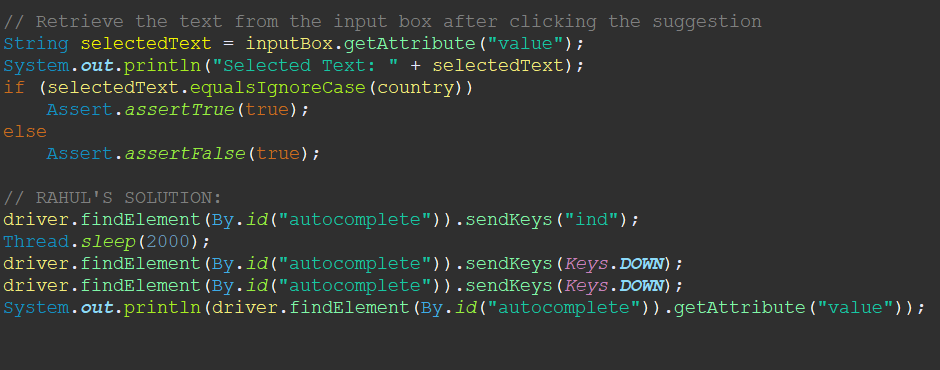 // Retrieve the text from the input box after clicking the suggestion
String selectedText = inputBox.getAttribute("value");
System.out.println("Selected Text: " + selectedText);
if (selectedText.equalsIgnoreCase(country))
    Assert.assertTrue(true);
else
    Assert.assertFalse(true);

// RAHUL'S SOLUTION:
driver.findElement(By.id("autocomplete")).sendKeys("ind");
Thread.sleep(2000);
driver.findElement(By.id("autocomplete")).sendKeys(Keys.DOWN);
driver.findElement(By.id("autocomplete")).sendKeys(Keys.DOWN);
System.out.println(driver.findElement(By.id("autocomplete")).getAttribute("value"));